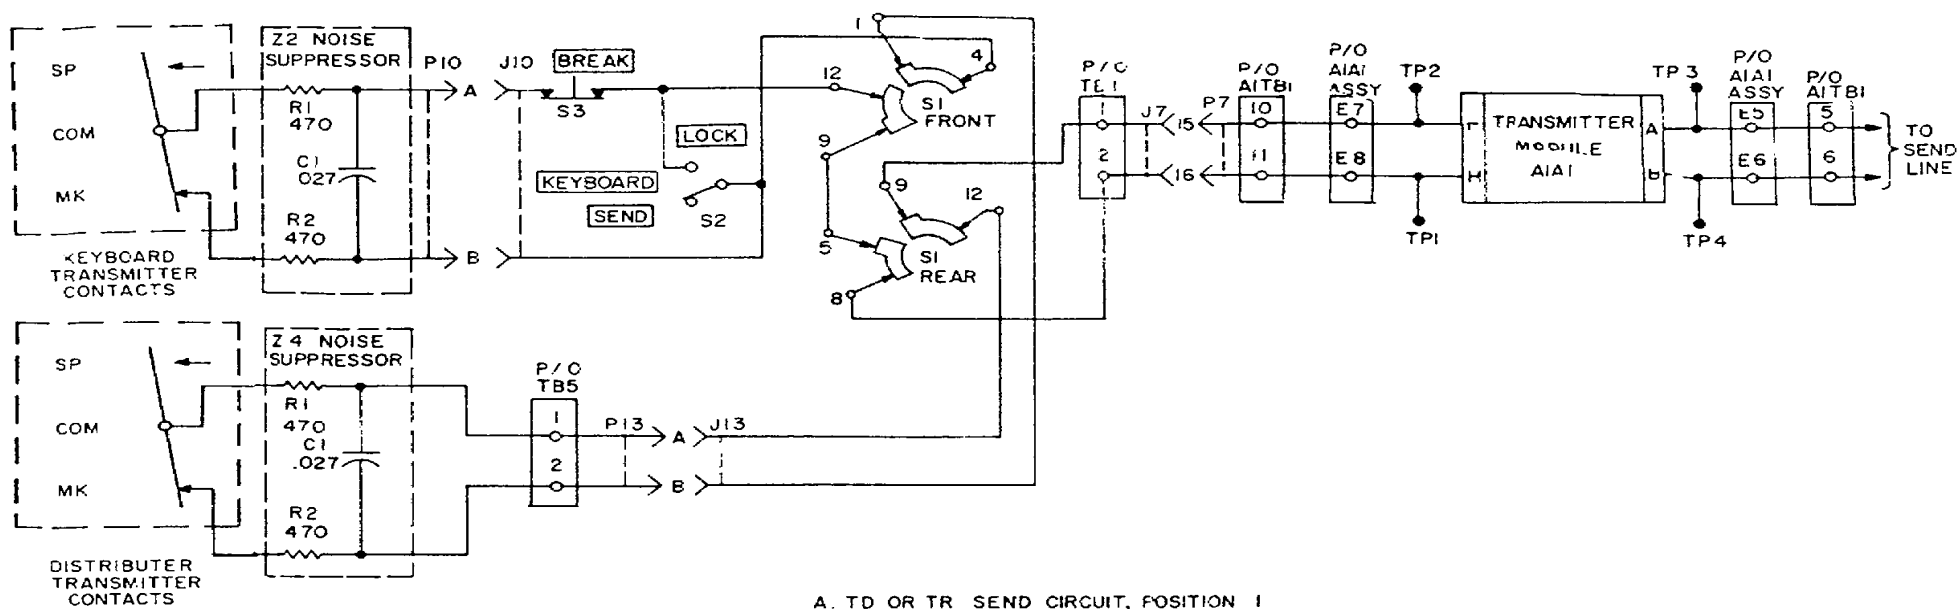 Z2 NOISE
SUPPRESSOR
SP
COM
MK
R1
470
C1
.027
R2
470
KEYBOARD
TRANSMITTER
CONTACTS
P10
A
B
J10
BREAK
S3
LOCK
KEYBOARD
SEND
S2
1
4
12
S1
FRONT
9
9
12
5
S1
REAR
8
P/O
1
2
J7
15
16
P7
P/O
A1TB1
10
11
P/O
A1A1
ASSY
E7
E8
TP2
TP1
TRANSMITTER
MODULE
A1A1
H
A
TP3
TP4
P/O
A1A1
ASSY
E5
E6
P/O
A1TB1
5
6
TO
SEND
LINE
Z4 NOISE
SUPPRESSOR
SP
COM
MK
R1
470
C1
.027
R2
470
DISTRIBUTER
TRANSMITTER
CONTACTS
P/O
TB5
1
2
P13
A
B
J13
A. TD OR TR SEND CIRCUIT, POSITION 1